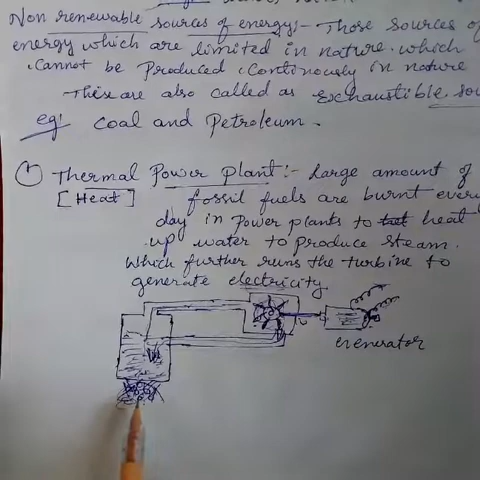 Non renewable sources of energy:- Those sources of
energy which are limited in nature. which
cannot be produced continously in nature
These are also called as Exhaustible sou
eg: Coal and Petroleum.
1 Thermal Power plant:- Large amount of
[Heat] fossil fuels are burnt every
day in power plants to heat
up water to produce steam.
Which further runs the turbine to
generate electricity
Generator